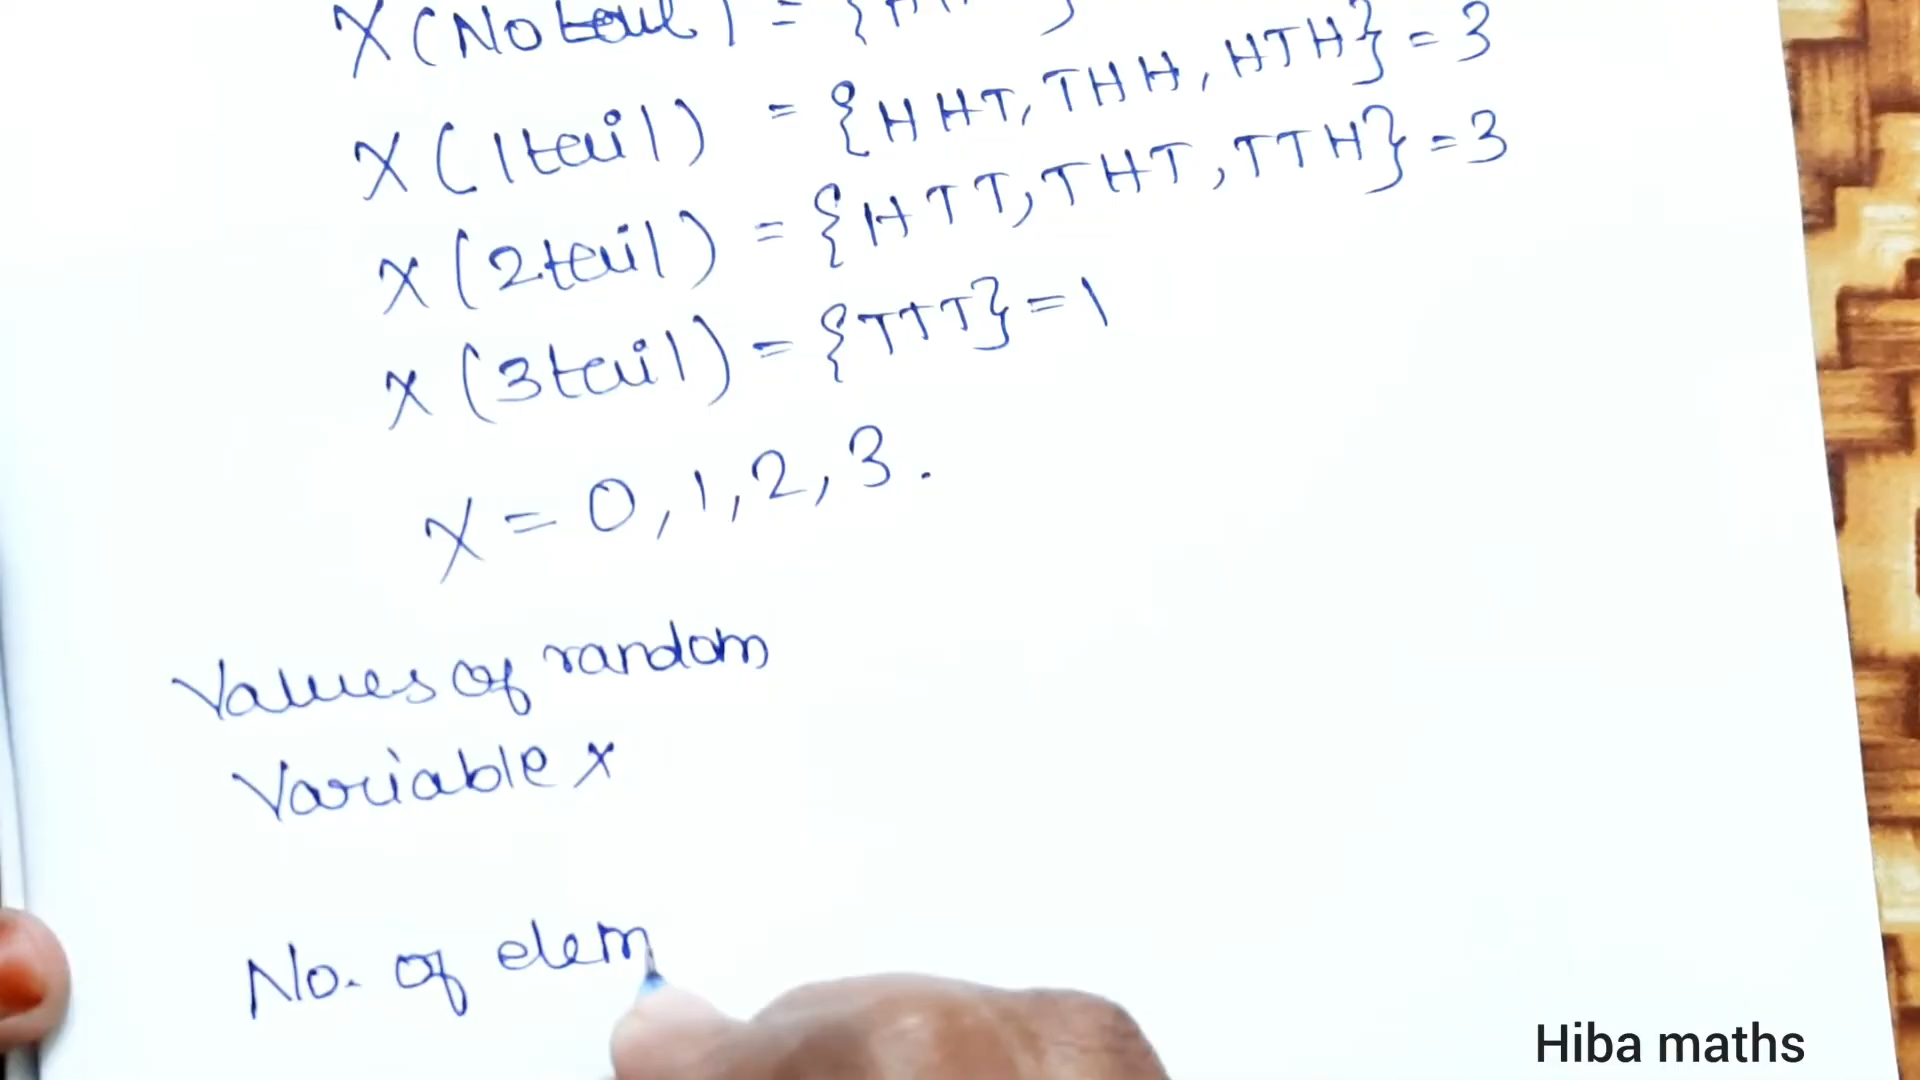 X(No tail) = {
X(1tail) = {HHT, THH, HTH} = 3
X(2tail) = {HTT, THT, TTH} = 3
X(3tail) = {TTT} = 1
X = 0, 1, 2, 3.
Values of random
Variable x
No. of elem
Hiba maths